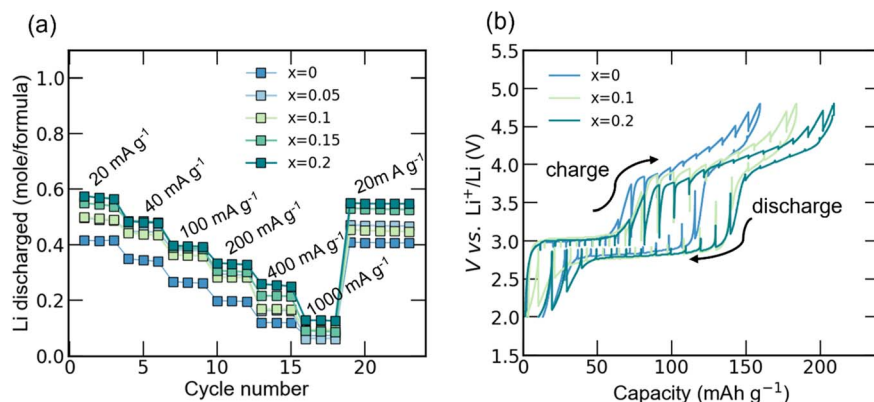 (a)
1.0
0.8
0.6
0.4
0.2
0.0
Li discharged (mole/formula)
x=0
x=0.05
x=0.1
x=0.15
x=0.2
20 mA g⁻¹
40 mA g⁻¹
100 mA g⁻¹
200 mA g⁻¹
400 mA g⁻¹
1000 mA g⁻¹
20m A g⁻¹
0
5
10
15
20
Cycle number
(b)
5.5
5.0
4.5
4.0
3.5
3.0
2.5
2.0
1.5
V vs. Li⁺/Li (V)
x=0
x=0.1
x=0.2
charge
discharge
0
50
100
150
200
Capacity (mAh g⁻¹)